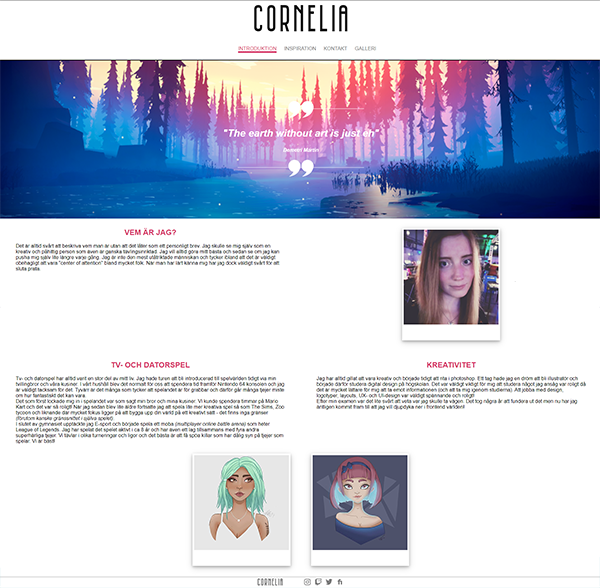 CORNELIA
INTRODUKTION INSPIRATION KONTAKT GALLERI
"The earth without art is just eh"
Demetri Martin
VEM ÄR JAG?
Det är alltid svårt att beskriva vem man är utan att det låter som ett personligt brev. Jag skulle se mig själv som en
kreativ och påhittig person som även är ganska tävlingsinriktad. Jag vill alltid göra mitt bästa och sedan se om jag kan
pusha mig själv lite längre varje gång. Jag är inte den mest utåtriktade människan och tycker ibland att det är väldigt
obehagligt att vara "center of attention" bland mycket folk. När man har lärt känna mig har jag dock väldigt svårt för att
sluta prata.
TV- OCH DATORSPEL
Tv- och datorspel har alltid varit en stor del av mitt liv. Jag hade turen att bli introducerad till spelvärlden tidigt via min
tvillingbror och våra kusiner. I vårt hushåll blev det normalt för oss att spendera tid framför Nintendo 64 konsolen och jag
är väldigt tacksam för det. Tyvärr är det många som tycker att spelandet är för grabbar och därför går många tjejer miste
om hur fantastiskt det kan vara.
Det som först lockade mig in i spelandet var som sagt min bror och mina kusiner. Vi kunde spendera timmar på Mario
Kart och det var så roligt! När jag sedan blev lite äldre fortsatte jag att spela lite mer kreativa spel så som The Sims, Zoo
tycoon och liknande där mycket fokus ligger på att bygga upp din värld på ett kreativt sätt - det finns inga gränser
(förutom kanske gränssnittet i själva spelet).
I slutet av gymnasiet upptäckte jag E-sport och började spela ett moba (multiplayer online battle arena) som heter
League of Legends. Jag har spelat det spelet aktivt i ca 8 år och har även ett lag tillsammans med fyra andra
superhärliga tjejer. Vi tävlar i olika turneringar och ligor och det bästa är att få spöa killar som har dålig syn på tjejer som
spelar. Vi är bäst!
KREATIVITET
Jag har alltid gillat att vara kreativ och började tidigt att rita i photoshop. Ett tag hade jag en dröm att bli illustratör och
började därför studera digital design på högskolan. Det var väldigt viktigt för mig att studera något jag ansåg var roligt då
det är mycket lättare för mig att ta emot informationen (och att ta mig igenom studierna). Att jobba med design,
logotyper, layouts, UX- och UI-design var väldigt spännande och roligt!
Efter min examen var det lite svårt att veta var jag skulle ta vägen. Det tog några år att fundera ut det men nu har jag
äntligen kommit fram till att jag vill djupdyka ner i frontend världen!
CORNELIA